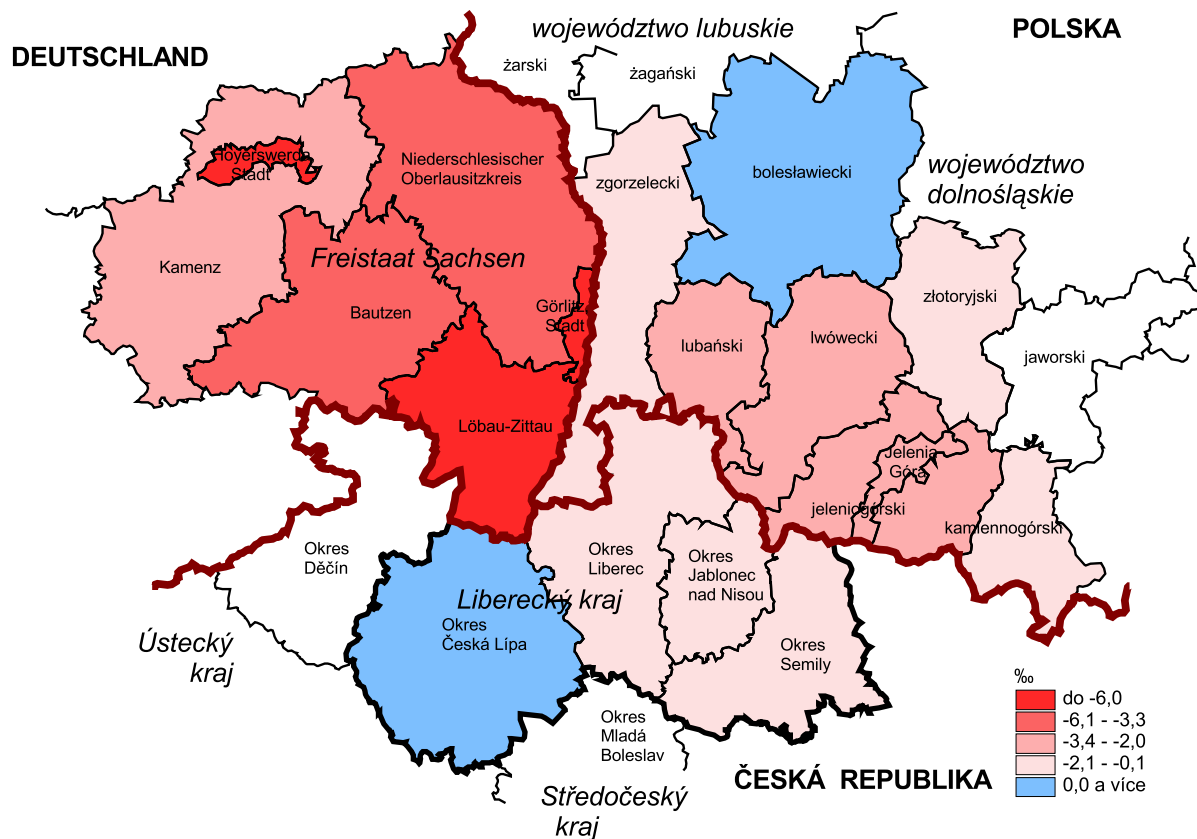 województwo lubuskie
POLSKA
DEUTSCHLAND
żarski
żagański
Hoyerswerda
Stadt
Niederschlesischer
Oberlausitzkreis
zgorzelecki
bolesławiecki
województwo
dolnośląskie
Kamenz
Freistaat Sachsen
Bautzen
Görlitz
Stadt
złotoryjski
lubański
lwówecki
jaworski
Löbau-Zittau
Jelenia
Góra
jeleniogórski
kamiennogórski
Okres
Děčín
Okres
Liberec
Okres
Jablonec
nad Nisou
Liberecký kraj
Okres
Česká Lípa
Ústecký
kraj
Okres
Semily
Okres
Mladá
Boleslav
Středočeský
kraj
ČESKÁ REPUBLIKA
‰
do -6,0
-6,1 - -3,3
-3,4 - -2,0
-2,1 - -0,1
0,0 a více